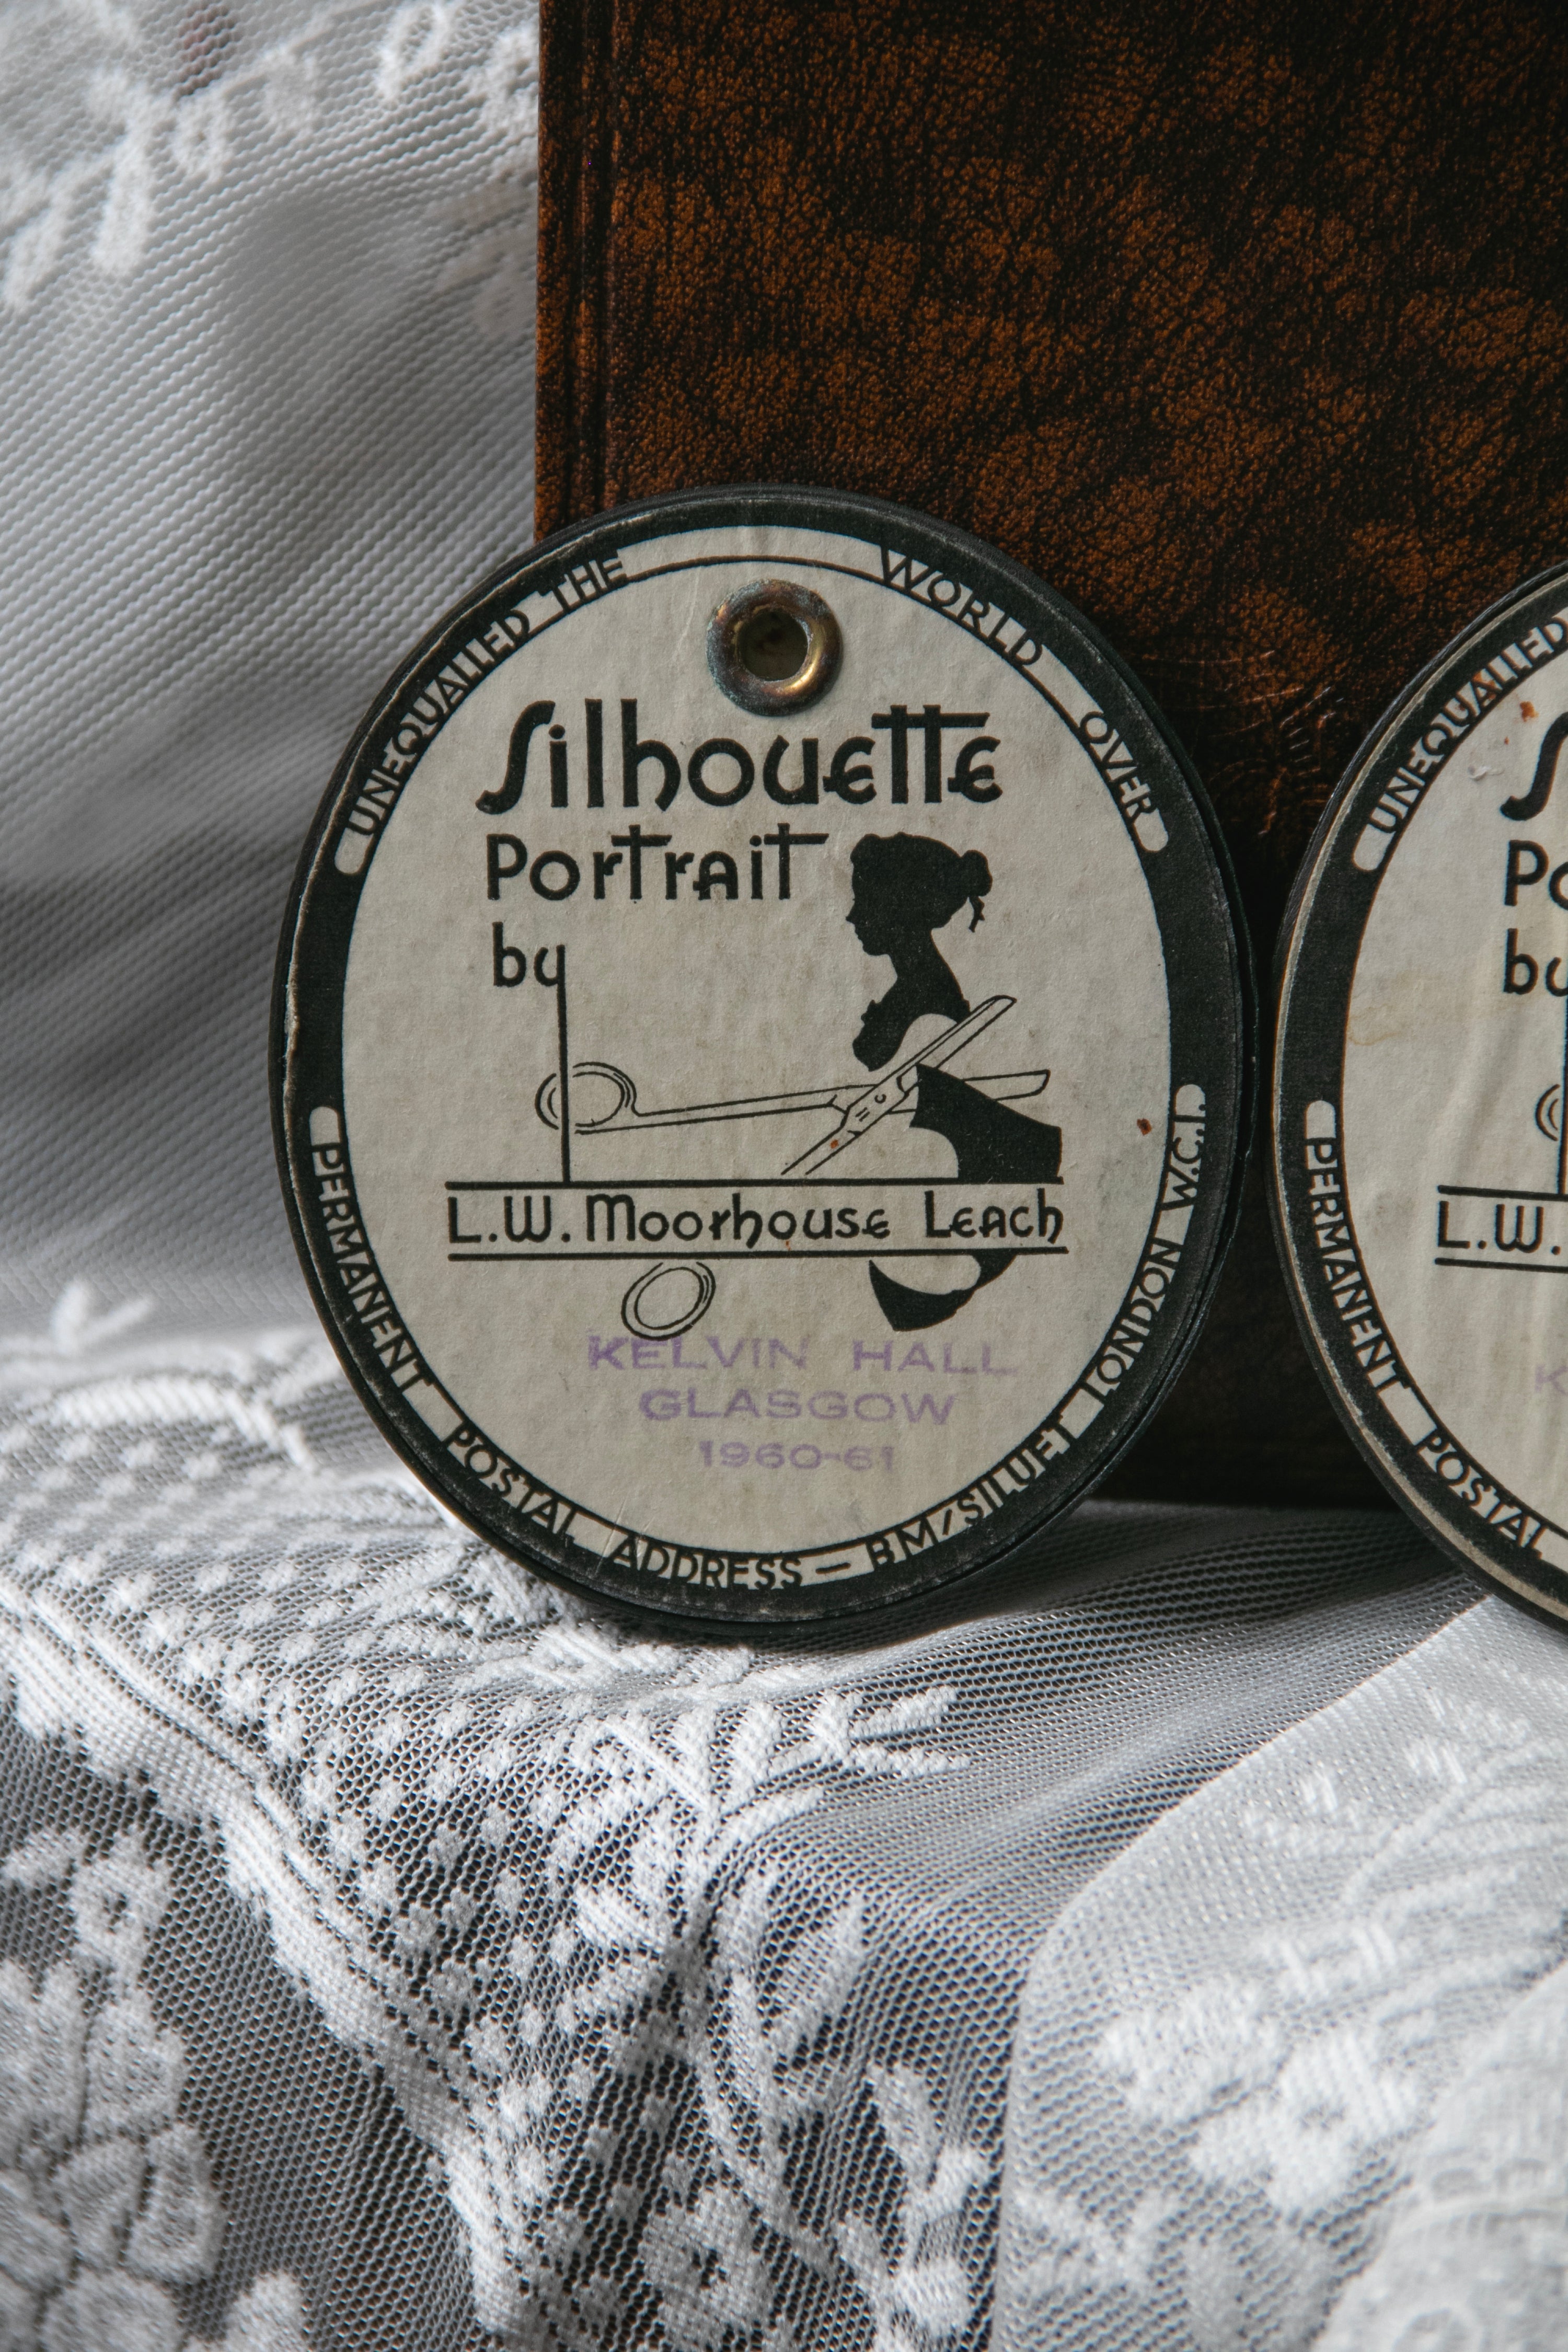 UNEQUALLED THE WORLD OVER
Silhouette
Portrait
by
L.W. Moorhouse Leach
KELVIN HALL
GLASGOW
1960-61
PERMANENT POSTAL ADDRESS — BM/SILUET LONDON W.C.1.
UNEQUALLED
by
L.W.
PERMANENT POSTAL